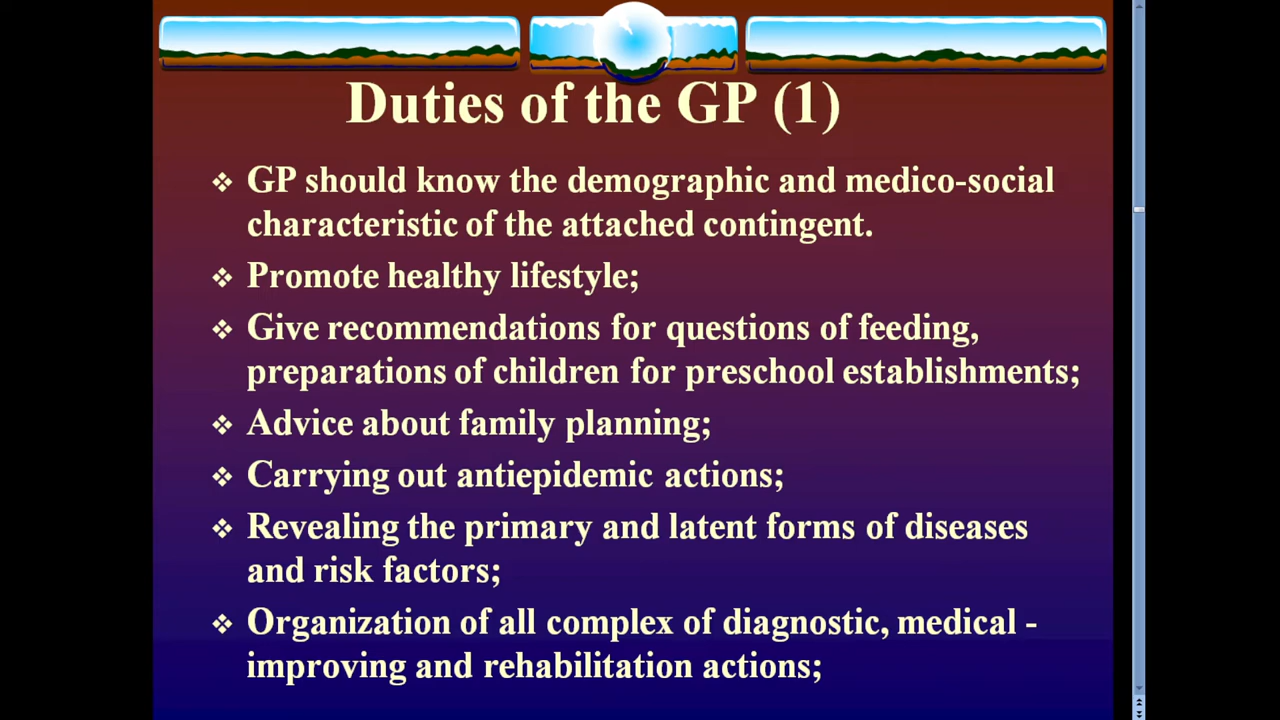 Duties of the GP (1)
❖ GP should know the demographic and medico-social
characteristic of the attached contingent.
❖ Promote healthy lifestyle;
❖ Give recommendations for questions of feeding,
preparations of children for preschool establishments;
❖ Advice about family planning;
❖ Carrying out antiepidemic actions;
❖ Revealing the primary and latent forms of diseases
and risk factors;
❖ Organization of all complex of diagnostic, medical -
improving and rehabilitation actions;